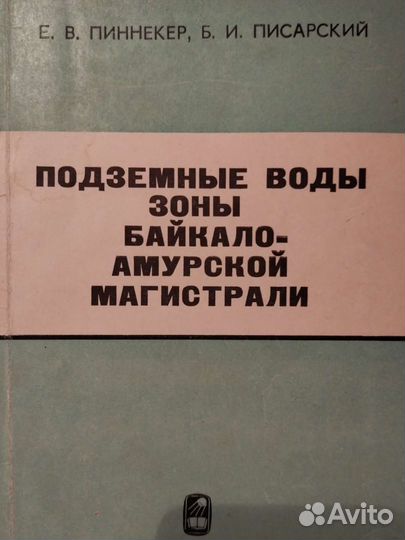 Е. В. ПИННЕКЕР, Б. И. ПИСАРСКИЙ
ПОДЗЕМНЫЕ ВОДЫ
ЗОНЫ
БАЙКАЛО-
АМУРСКОЙ
МАГИСТРАЛИ
Avito